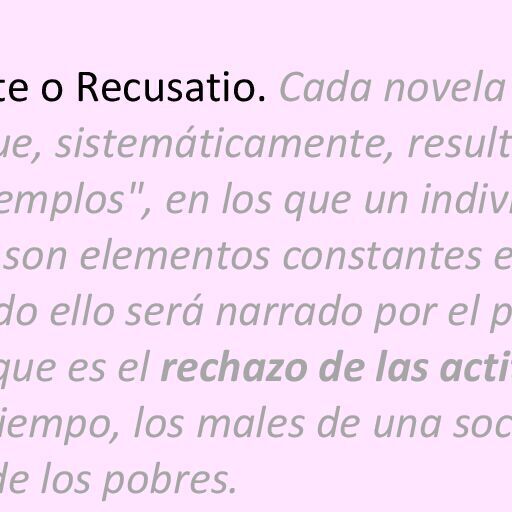 te o Recusatio. Cada novela
ue, sistemáticamente, result
emplos", en los que un indivi
son elementos constantes e
do ello será narrado por el p
que es el rechazo de las acti
iempo, los males de una soc
de los pobres.